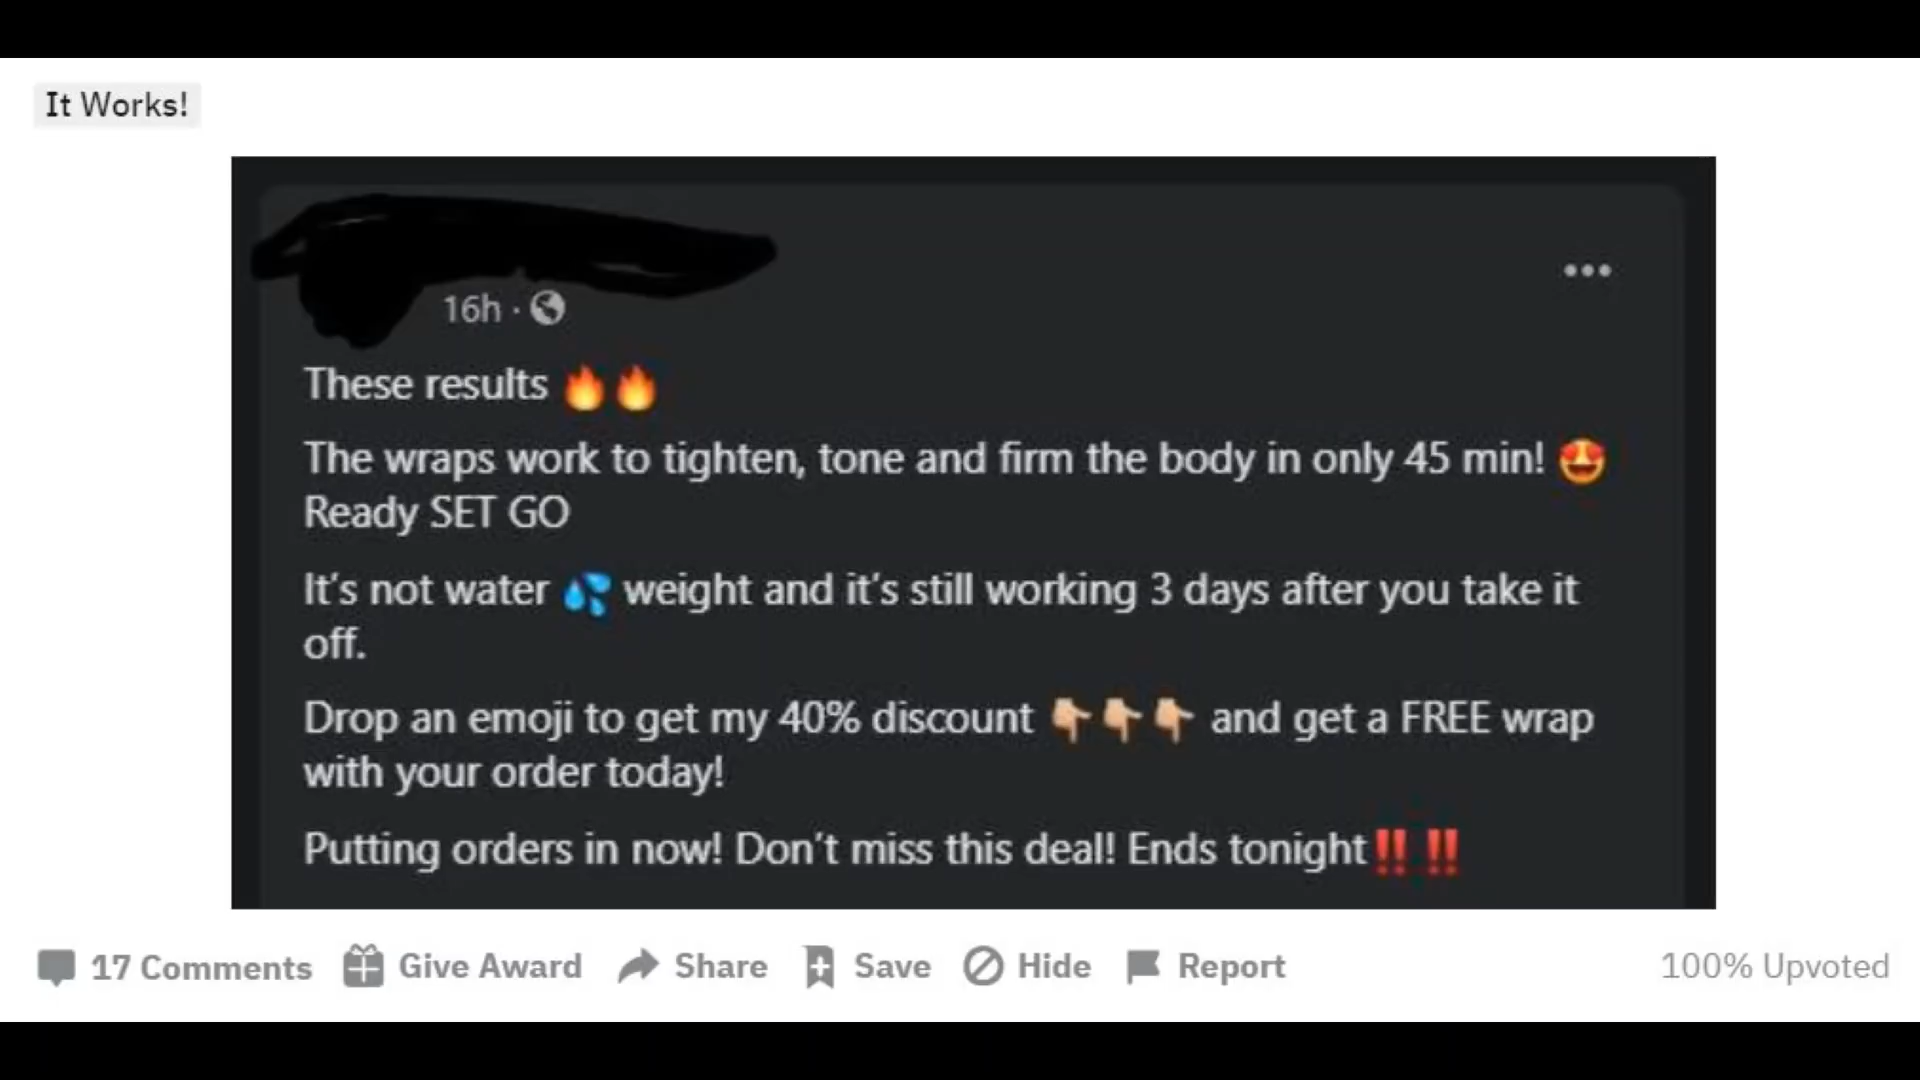 It Works!
16h ·
These results 🔥🔥
The wraps work to tighten, tone and firm the body in only 45 min! 🤩
Ready SET GO
It's not water 💦 weight and it's still working 3 days after you take it
off.
Drop an emoji to get my 40% discount 👇🏼👇🏼👇🏼 and get a FREE wrap
with your order today!
Putting orders in now! Don't miss this deal! Ends tonight‼️‼️
17 Comments Give Award Share Save Hide Report 100% Upvoted